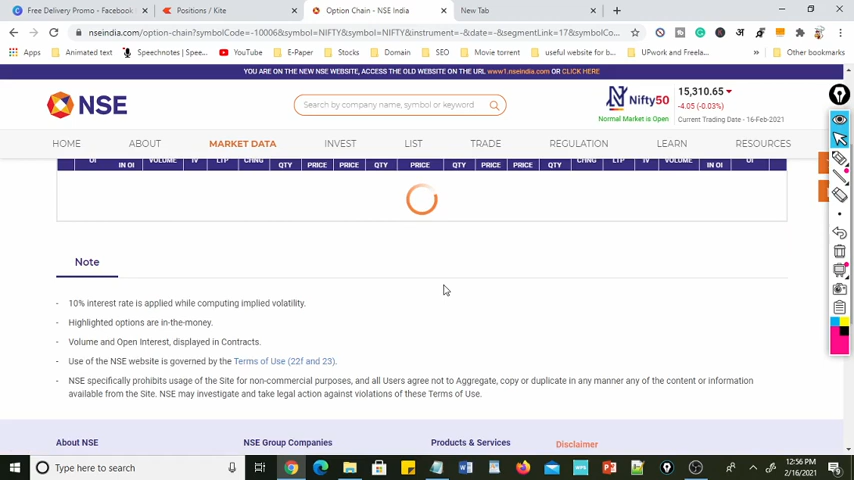 Free Delivery Promo - Facebook
Positions / Kite
Option Chain - NSE India
New Tab
nseindia.com/option-chain?symbolCode=-10006&symbol=NIFTY&symbol=NIFTY&instrument=-&date=-&segmentLink=17&symbolCo...
Apps
Animated text
Speechnotes | Spee...
YouTube
E-Paper
Stocks
Domain
SEO
Movie torrent
useful website for b...
UPwork and Freela...
Other bookmarks
YOU ARE ON THE NEW NSE WEBSITE, ACCESS THE OLD WEBSITE ON THE URL www1.nseindia.com or CLICK HERE
NSE
Search by company name, symbol or keyword
Nifty50
Normal Market is Open
15,310.65
-4.05 (-0.03%)
Current Trading Date - 16-Feb-2021
HOME ABOUT MARKET DATA INVEST LIST TRADE REGULATION LEARN RESOURCES
OI IN OI VOLUME IV LTP CHNG QTY PRICE PRICE QTY PRICE QTY PRICE PRICE QTY CHNG LTP IV VOLUME IN OI OI
Note
- 10% interest rate is applied while computing implied volatility.
- Highlighted options are in-the-money.
- Volume and Open Interest, displayed in Contracts.
- Use of the NSE website is governed by the Terms of Use (22f and 23).
- NSE specifically prohibits usage of the Site for non-commercial purposes, and all Users agree not to Aggregate, copy or duplicate in any manner any of the content or information
available from the Site. NSE may investigate and take legal action against violations of these Terms of Use.
About NSE
NSE Group Companies
Products & Services
Disclaimer
Type here to search
12:56 PM
2/16/2021